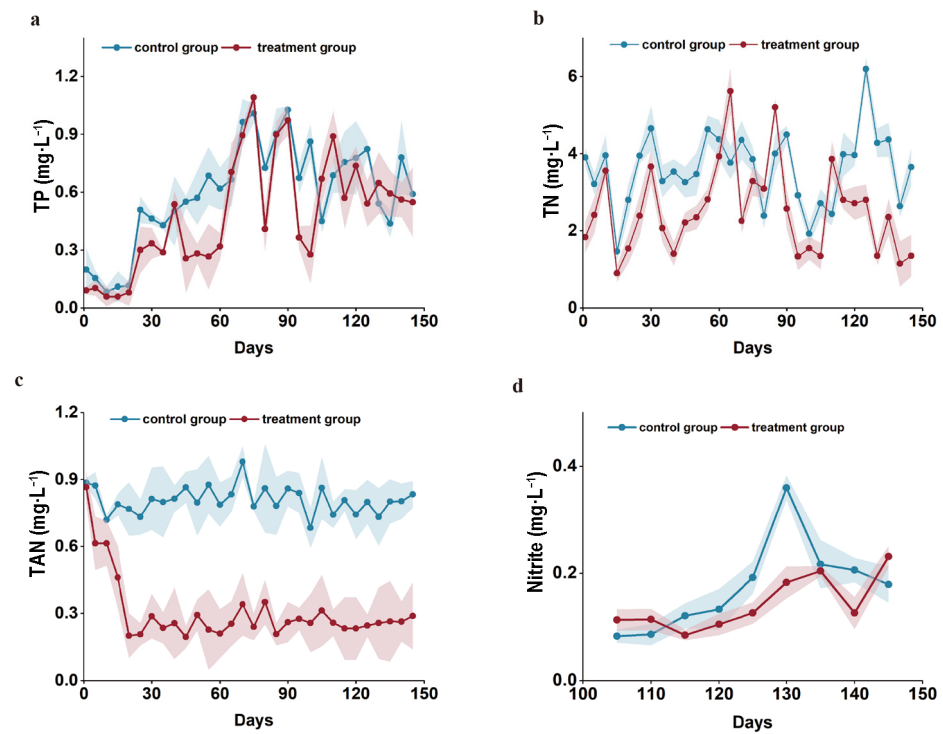 a
control group treatment group
TP (mg·L⁻¹)
1.2
0.9
0.6
0.3
0.0
0 30 60 90 120 150
Days
b
control group treatment group
TN (mg·L⁻¹)
6
4
2
0
0 30 60 90 120 150
Days
c
control group treatment group
TAN (mg·L⁻¹)
1.2
0.9
0.6
0.3
0.0
0 30 60 90 120 150
Days
d
control group treatment group
Nitrite (mg·L⁻¹)
0.4
0.2
0.0
100 110 120 130 140 150
Days